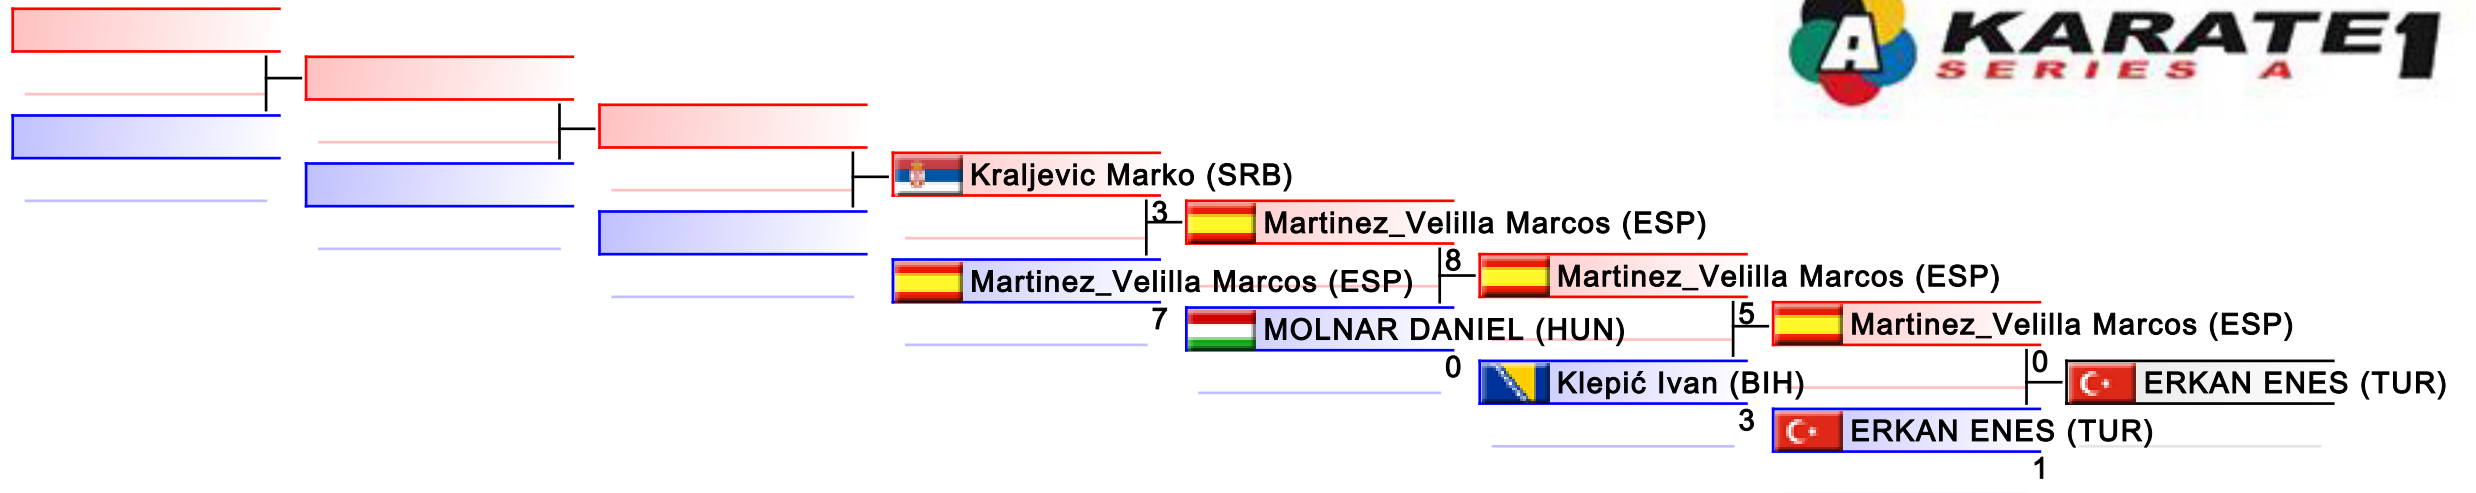 A KARATE1
SERIES A
Kraljevic Marko (SRB)
3
Martinez_Velilla Marcos (ESP)
Martinez_Velilla Marcos (ESP)
7
8
Martinez_Velilla Marcos (ESP)
MOLNAR DANIEL (HUN)
0
5
Martinez_Velilla Marcos (ESP)
Klepić Ivan (BIH)
3
0
ERKAN ENES (TUR)
ERKAN ENES (TUR)
1